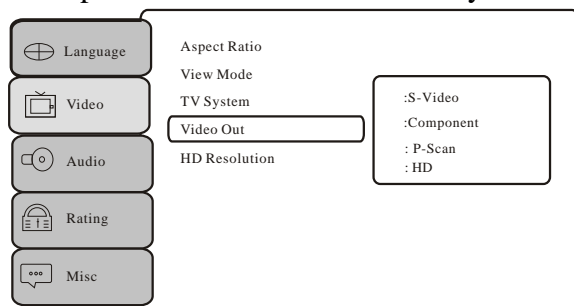 Language
Video
Audio
Rating
Misc
Aspect Ratio
View Mode
TV System
Video Out
HD Resolution
:S-Video
:Component
: P-Scan
: HD